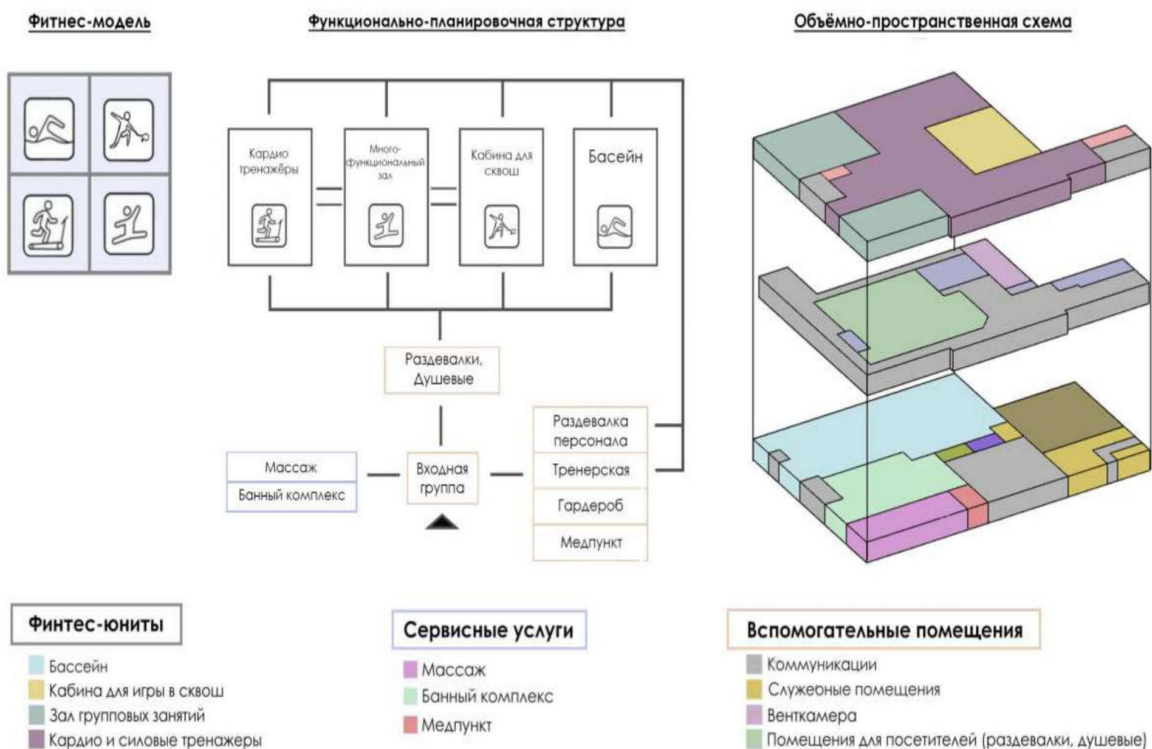 Фитнес-модель
Функционально-планировочная структура
Объёмно-пространственная схема
Кардио
тренажёры
Много-
функциональный
зал
Кабина для
сквош
Басейн
Раздевалки,
Душевые
Массаж
Банный комплекс
Входная
группа
Раздевалка
персонала
Тренерская
Гардероб
Медпункт
Финтес-юниты
Бассейн
Кабина для игры в сквош
Зал групповых занятий
Кардио и силовые тренажеры
Сервисные услуги
Массаж
Банный комплекс
Медпункт
Вспомогательные помещения
Коммуникации
Служебные помещения
Венткамера
Помещения для посетителей (раздевалки, душевые)